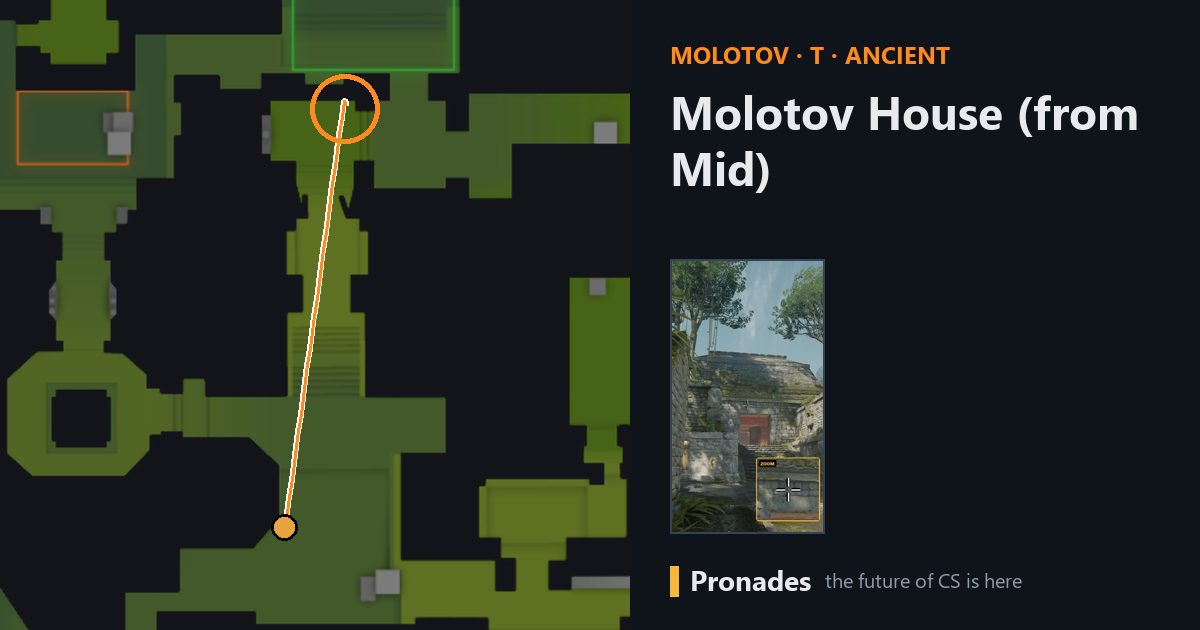 MOLOTOV · T · ANCIENT
Molotov House (from
Mid)
ZOOM
Pronades the future of CS is here